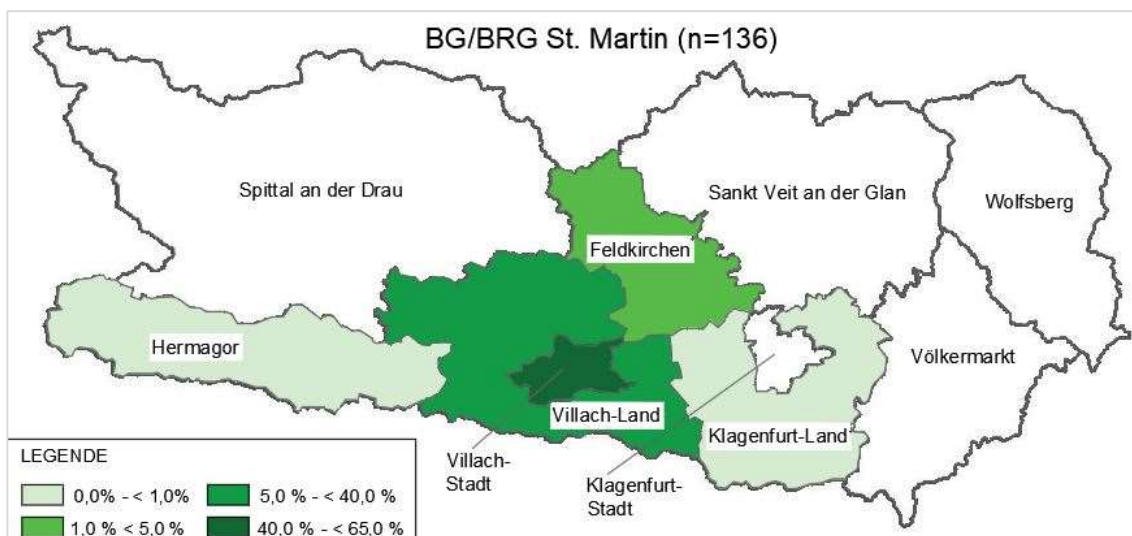 BG/BRG St. Martin (n=136)
Spittal an der Drau
Sankt Veit an der Glan
Wolfsberg
Feldkirchen
Hermagor
Völkermarkt
Villach-Land
Klagenfurt-Land
Villach-
Stadt
Klagenfurt-
Stadt
LEGENDE
0,0% - < 1,0%
5,0 % - < 40,0 %
1,0 % < 5,0 %
40,0 % - < 65,0 %